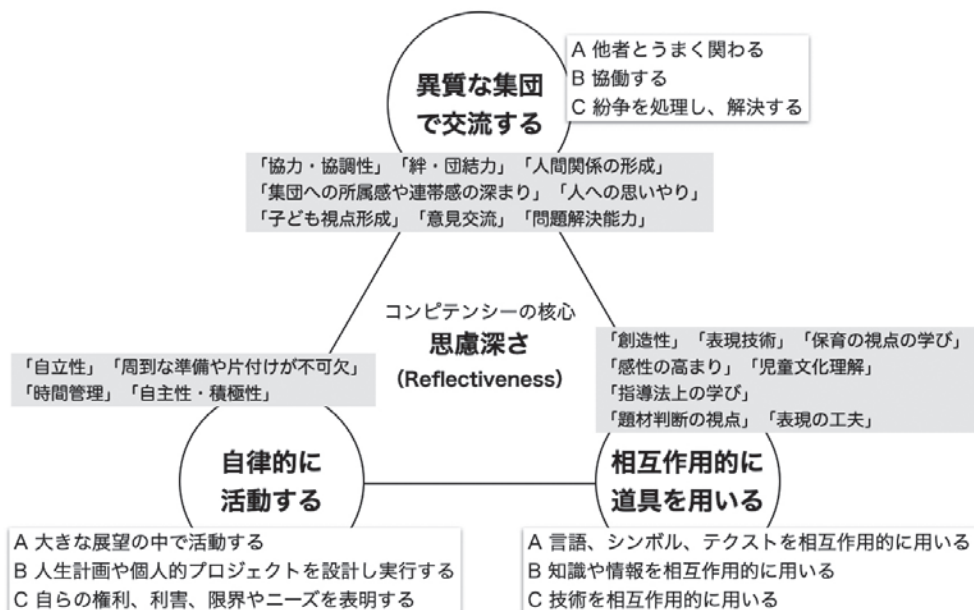 異質な集団
で交流する
A 他者とうまく関わる
B 協働する
C 紛争を処理し、解決する
「協力・協調性」「絆・団結力」「人間関係の形成」
「集団への所属感や連帯感の深まり」「人への思いやり」
「子ども視点形成」「意見交流」「問題解決能力」
コンピテンシーの核心
思慮深さ
（Reflectiveness）
「自立性」「周到な準備や片付けが不可欠」
「時間管理」「自主性・積極性」
自律的に
活動する
A 大きな展望の中で活動する
B 人生計画や個人的プロジェクトを設計し実行する
C 自らの権利、利害、限界やニーズを表明する
「創造性」「表現技術」「保育の視点の学び」
「感性の高まり」「児童文化理解」
「指導法上の学び」
「題材判断の視点」「表現の工夫」
相互作用的に
道具を用いる
A 言語、シンボル、テクストを相互作用的に用いる
B 知識や情報を相互作用的に用いる
C 技術を相互作用的に用いる